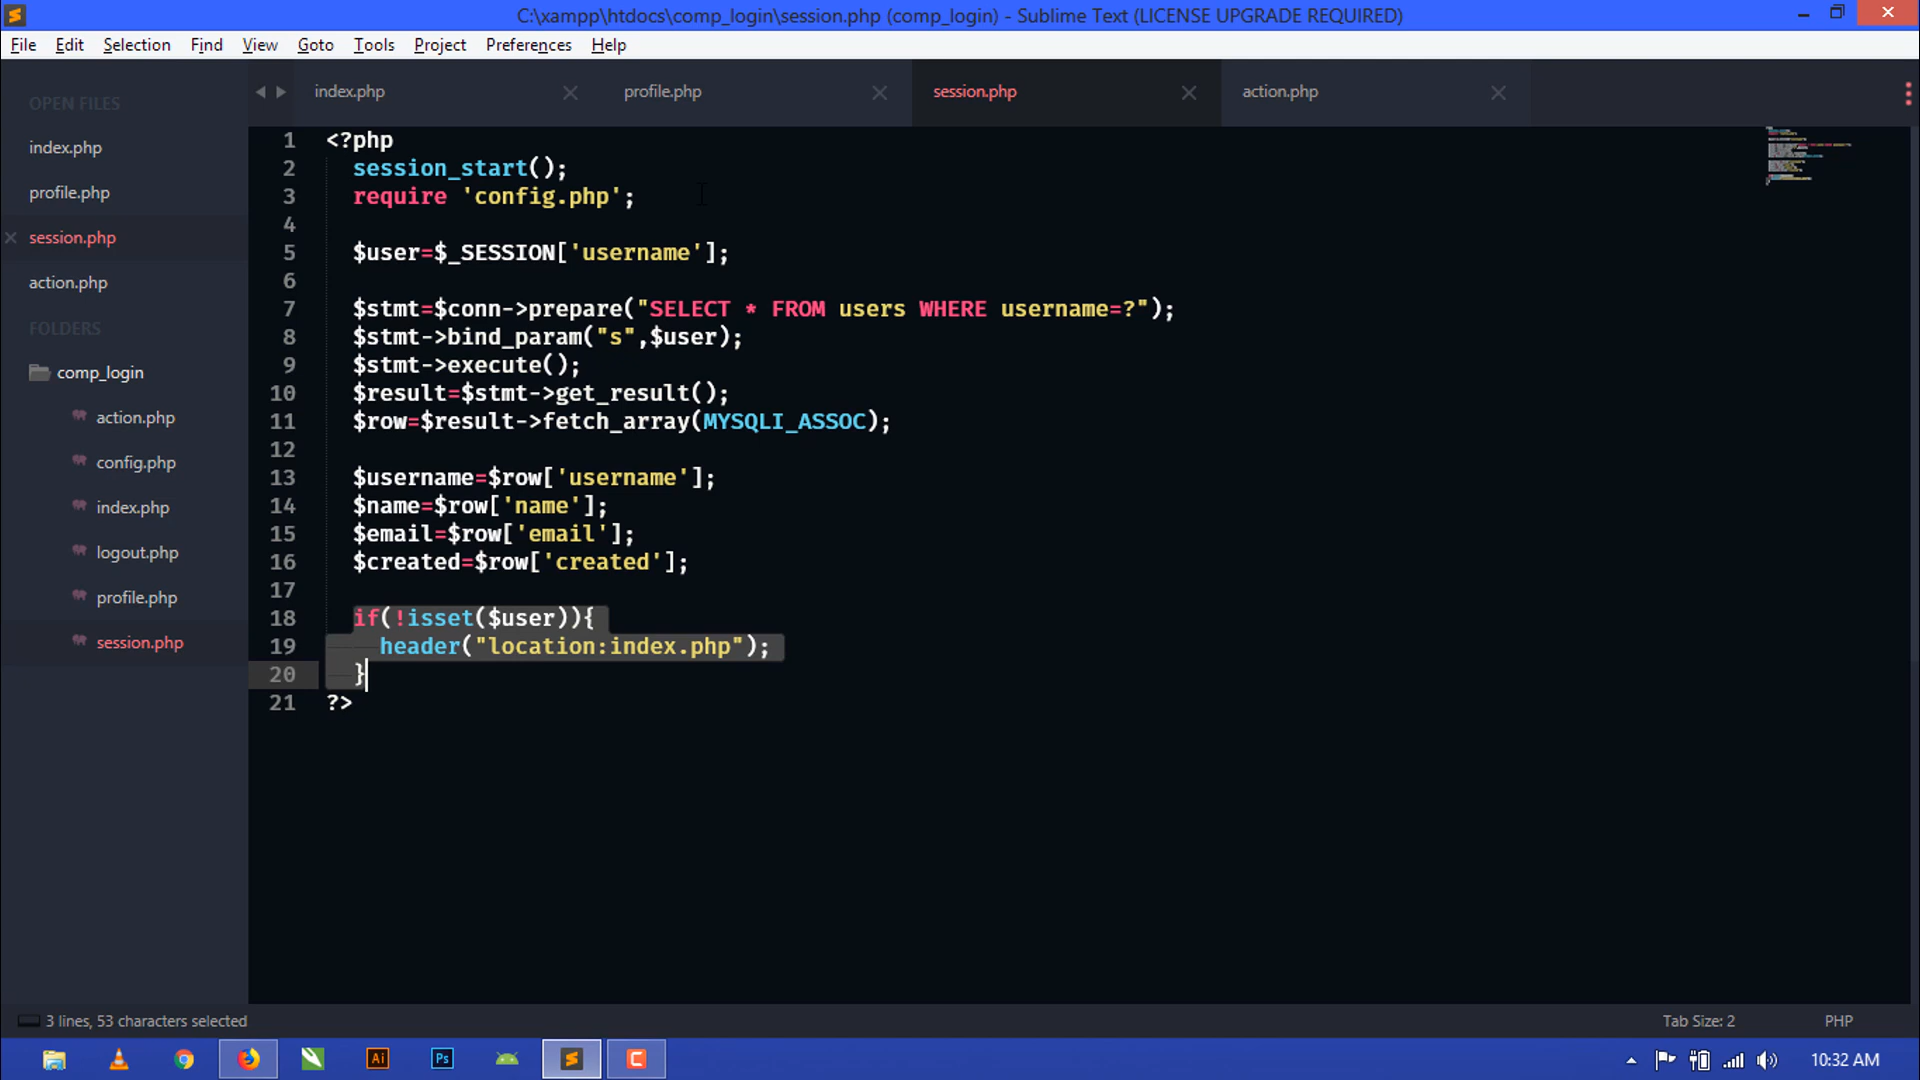 C:\xampp\htdocs\comp_login\session.php (comp_login) - Sublime Text (LICENSE UPGRADE REQUIRED)
File Edit Selection Find View Goto Tools Project Preferences Help
index.php profile.php session.php action.php
OPEN FILES
index.php
profile.php
session.php
action.php
FOLDERS
comp_login
action.php
config.php
index.php
logout.php
profile.php
session.php
1 <?php
2 session_start();
3 require 'config.php';
4
5 $user=$_SESSION['username'];
6
7 $stmt=$conn->prepare("SELECT * FROM users WHERE username=?");
8 $stmt->bind_param("s",$user);
9 $stmt->execute();
10 $result=$stmt->get_result();
11 $row=$result->fetch_array(MYSQLI_ASSOC);
12
13 $username=$row['username'];
14 $name=$row['name'];
15 $email=$row['email'];
16 $created=$row['created'];
17
18 if(!isset($user)){
19 header("location:index.php");
20 }
21 ?>
3 lines, 53 characters selected Tab Size: 2 PHP
Ai Ps C 10:32 AM